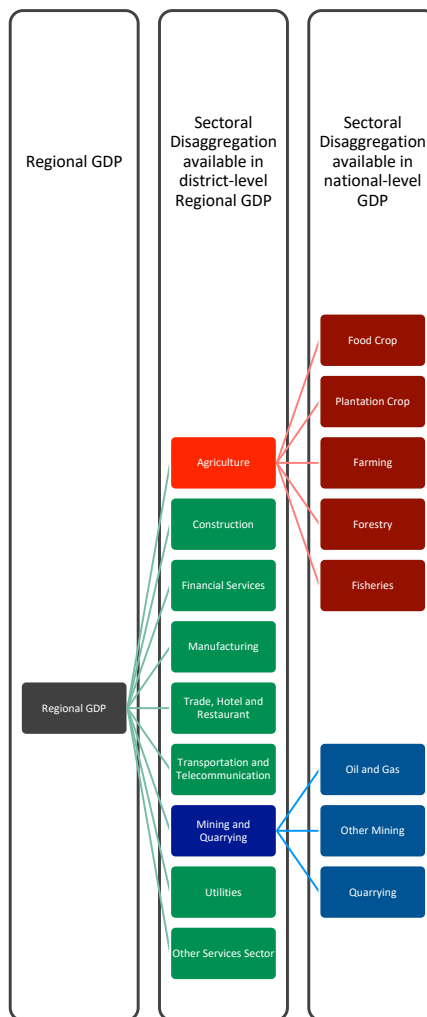 Regional GDP
Sectoral
Disaggregation
available in
district-level
Regional GDP
Sectoral
Disaggregation
available in
national-level
GDP
Regional GDP
Agriculture
Construction
Financial Services
Manufacturing
Trade, Hotel and
Restaurant
Transportation and
Telecommunication
Mining and
Quarrying
Utilities
Other Services Sector
Food Crop
Plantation Crop
Farming
Forestry
Fisheries
Oil and Gas
Other Mining
Quarrying